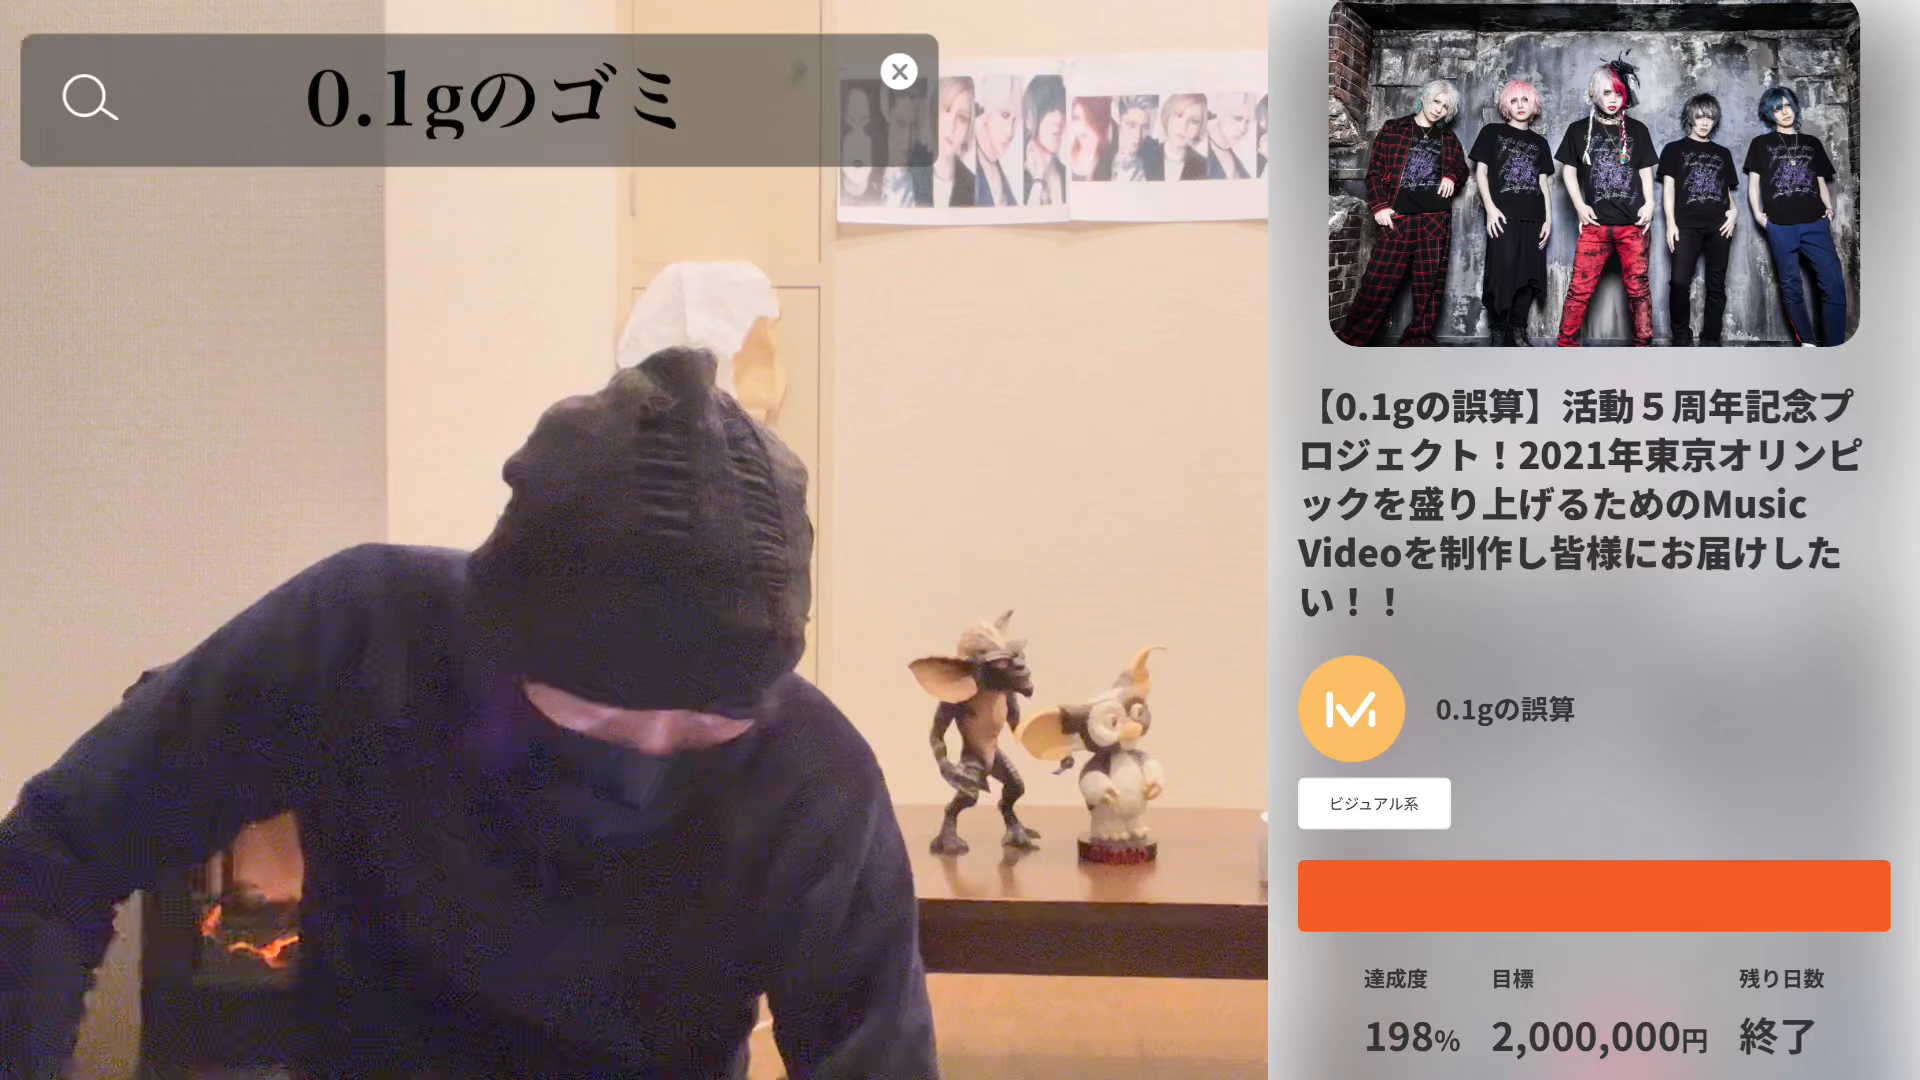 0.1gのゴミ
【0.1gの誤算】活動５周年記念プ
ロジェクト！2021年東京オリンピ
ックを盛り上げるためのMusic
Videoを制作し皆様にお届けした
い！！
0.1gの誤算
ビジュアル系
達成度 目標 残り日数
198% 2,000,000円 終了